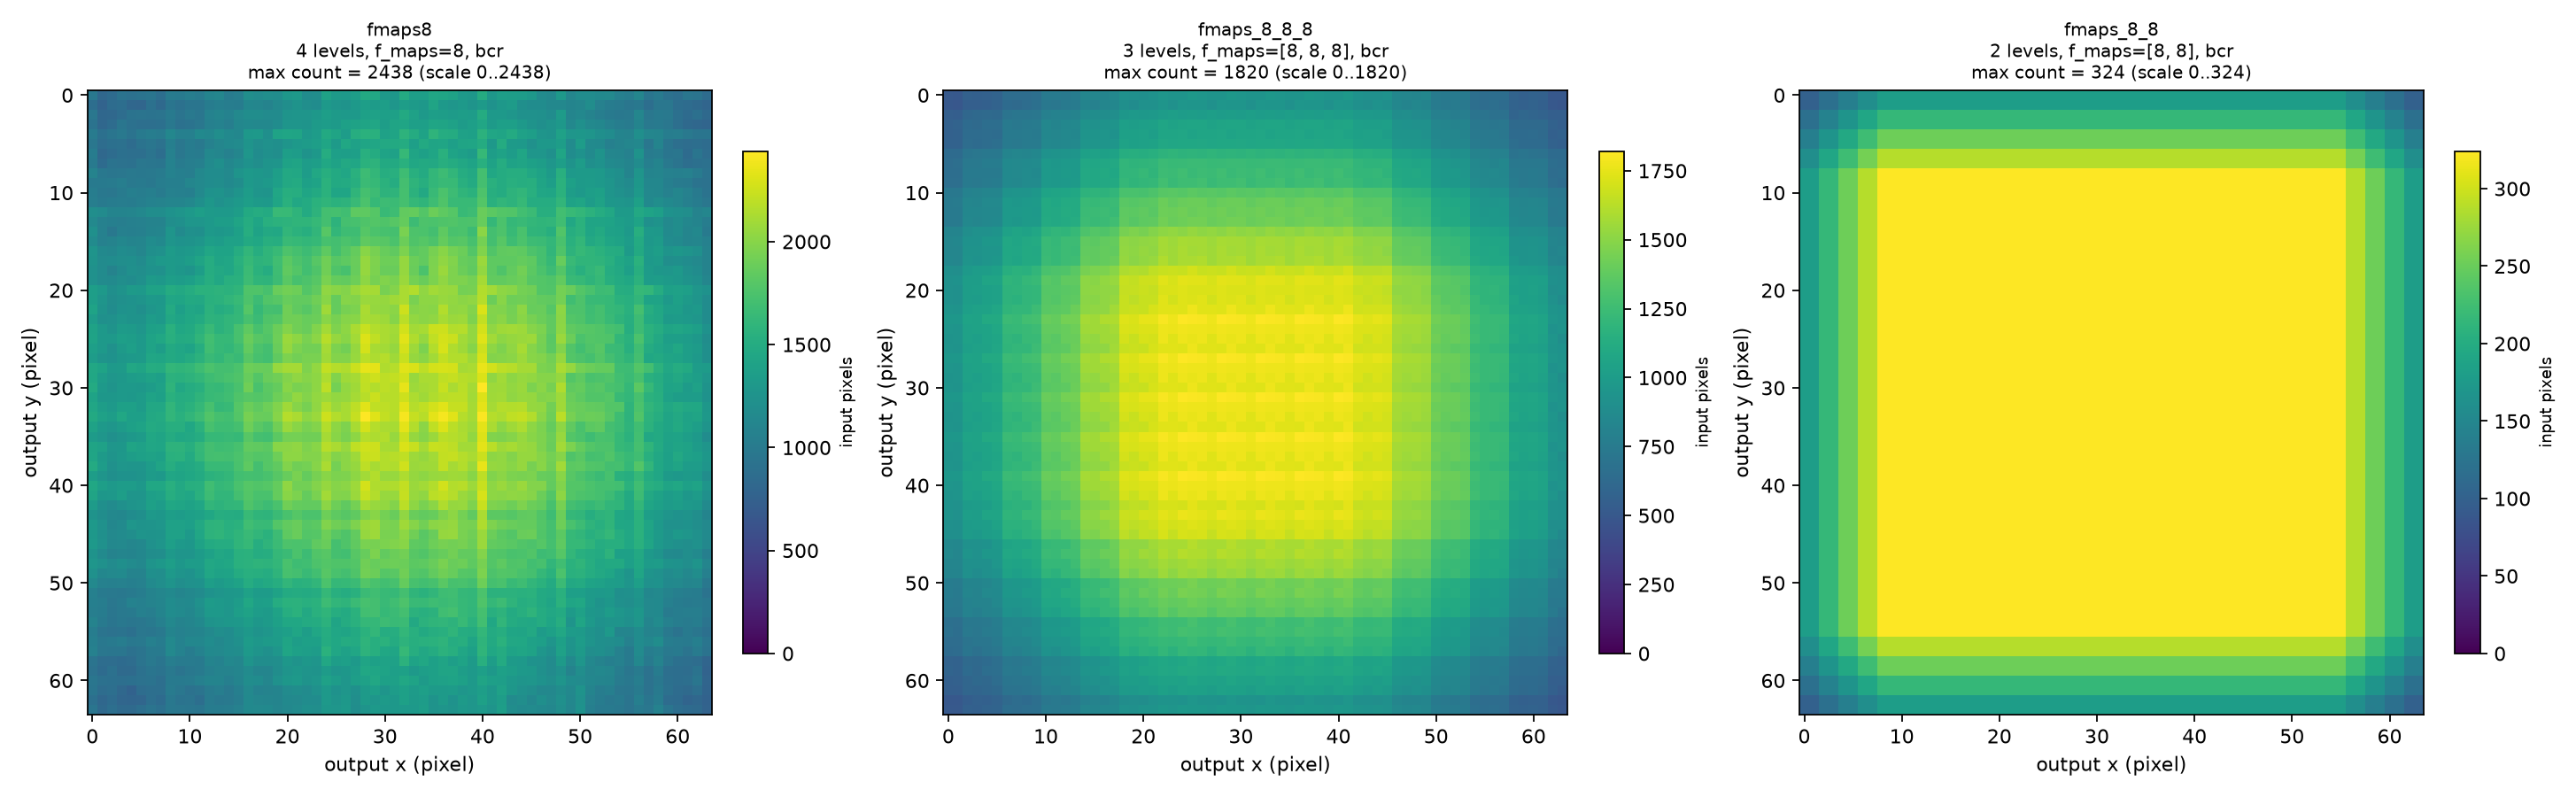 fmaps8
4 levels, f_maps=8, bcr
max count = 2438 (scale 0..2438)
0
10
20
30
40
50
60
output y (pixel)
0 10 20 30 40 50 60
output x (pixel)
2000
1500
1000
500
0
input pixels
fmaps_8_8_8
3 levels, f_maps=[8, 8, 8], bcr
max count = 1820 (scale 0..1820)
0
10
20
30
40
50
60
output y (pixel)
0 10 20 30 40 50 60
output x (pixel)
1750
1500
1250
1000
750
500
250
0
input pixels
fmaps_8_8
2 levels, f_maps=[8, 8], bcr
max count = 324 (scale 0..324)
0
10
20
30
40
50
60
output y (pixel)
0 10 20 30 40 50 60
output x (pixel)
300
250
200
150
100
50
0
input pixels